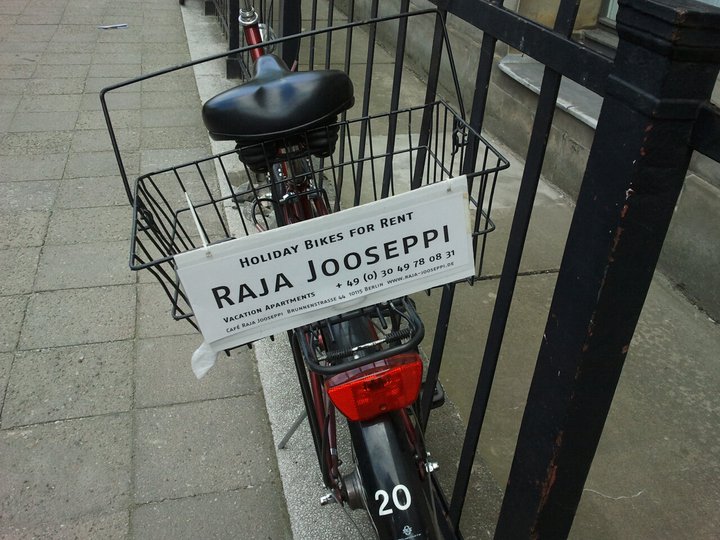 HOLIDAY BIKES FOR RENT
RAJA JOOSEPPI
VACATION APARTMENTS + 49 (0) 30 49 78 08 31
CAFÉ RAJA JOOSEPPI BRUNNENSTRASSE 44 10115 BERLIN WWW.RAJA-JOOSEPPI.DE
20